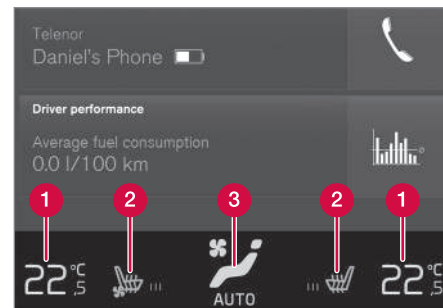 Telenor
Daniel's Phone
Driver performance
Average fuel consumption
0.0 l/100 km
1 2 3 2 1
22 °C ,5 AUTO 22 °C ,5